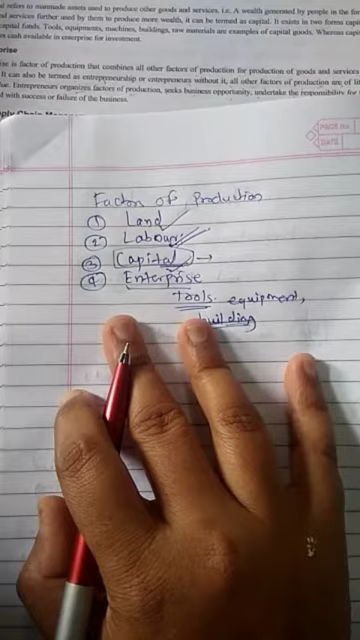 l refers to manmade assets used to produce other goods and services. i.e. A wealth generated by people in the for
nd services further used by them to produce more wealth, it can be termed as capital. It exists in two forms capi
capital funds. Tools, equipments, machines, buildings, raw materials are examples of capital goods. Whereas capi
s cash available in enterprise for investment.
prise
ise is factor of production that combines all other factors of production for production of goods and services
It can also be termed as entrepreneurship or entrepreneurs without it, all other factors of production are of lit
lue. Entrepreneurs organizes factors of production, seeks business opportunity, undertake the responsibility for
d with success or failure of the business.
pply Chain
PAGE No.
DATE
Factors of Production
① Land
② Labour
③ Capital →
④ Enterprise
Tools. equipment,
building